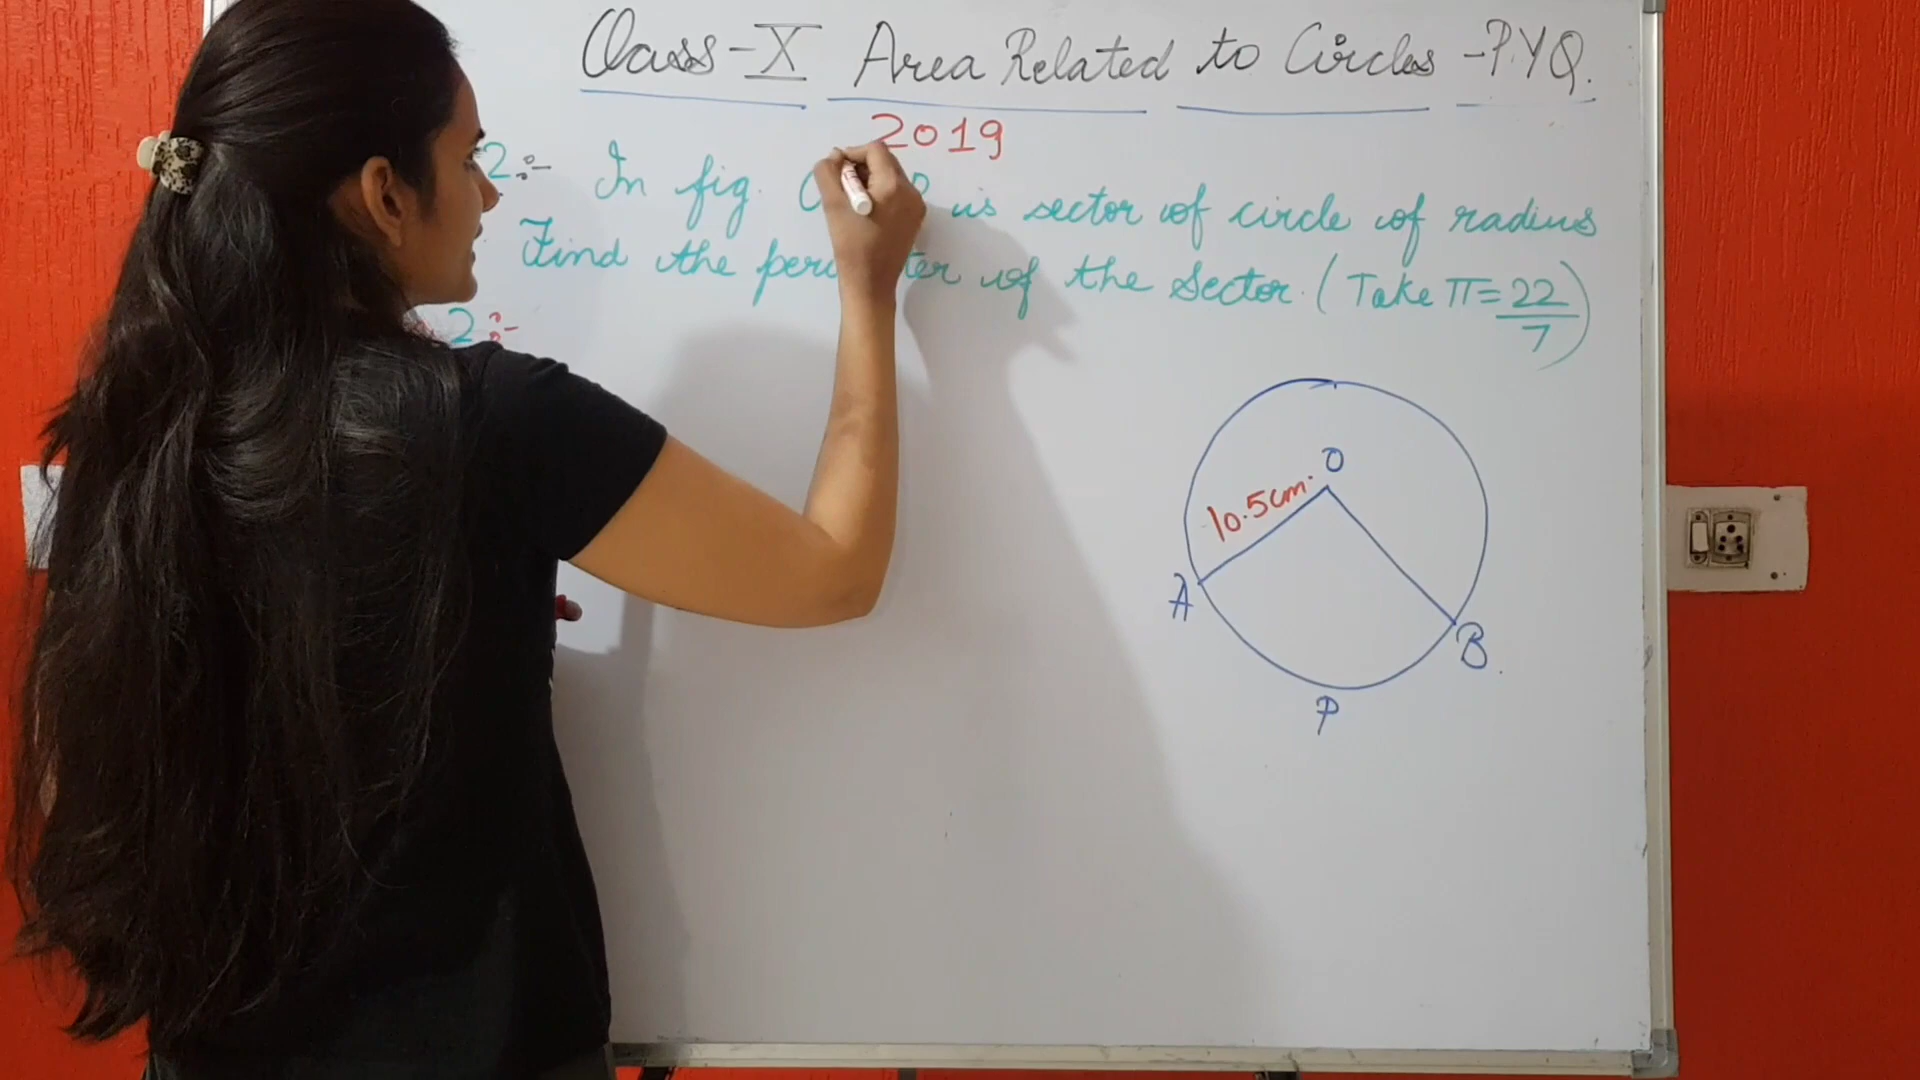 Class-X Area Related to Circles -P.Y.Q.
2019
2:- In fig. is sector of circle of radius
Find the of the Sector. (Take π=22/7)
2:-
O
10.5cm.
A
B
P